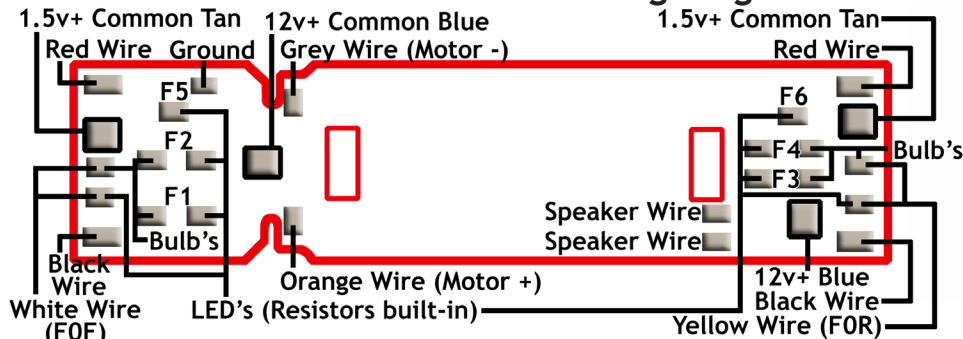 1.5v+ Common Tan
12v+ Common Blue
1.5v+ Common Tan
Red Wire
Ground
Grey Wire (Motor -)
Red Wire
F5
F6
F2
F4
Bulb's
F3
F1
Speaker Wire
Bulb's
Speaker Wire
Black
Wire
Orange Wire (Motor +)
12v+ Blue
White Wire
(F0F)
LED's (Resistors built-in)
Black Wire
Yellow Wire (F0R)